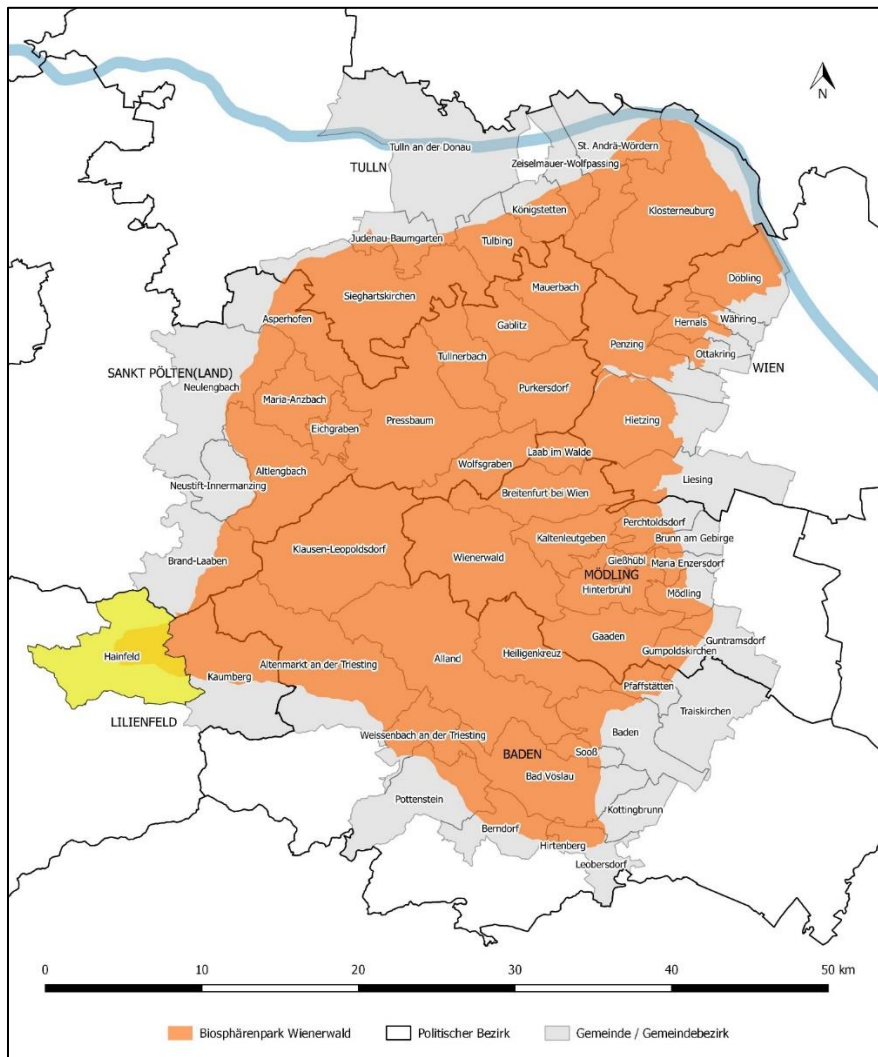 N
Tulln an der Donau
St. Andrä-Wördern
TULLN
Zeiselmauer-Wolfpassing
Königstetten
Klosterneuburg
Judenau-Baumgarten
Tulbing
Döbling
Mauerbach
Sieghartskirchen
Asperhofen
Gablitz
Hernals
Währing
Penzing
Ottakring
Tullnerbach
WIEN
SANKT PÖLTEN(LAND)
Neulengbach
Purkersdorf
Maria-Anzbach
Pressbaum
Hietzing
Eichgraben
Laab im Walde
Wolfsgraben
Altlengbach
Liesing
Neustift-Innermanzing
Breitenfurt bei Wien
Perchtoldsdorf
Kaltenleutgeben
Brunn am Gebirge
Klausen-Leopoldsdorf
Wienerwald
Brand-Laaben
Gießhübl
Maria Enzersdorf
MÖDLING
Hinterbrühl
Mödling
Gaaden
Guntramsdorf
Hainfeld
Alland
Heiligenkreuz
Gumpoldskirchen
Altenmarkt an der Triesting
Kaumberg
Pfaffstätten
Traiskirchen
LILIENFELD
Weissenbach an der Triesting
Baden
BADEN
Sooß
Bad Vöslau
Pottenstein
Kottingbrunn
Berndorf
Hirtenberg
Leobersdorf
0 10 20 30 40 50 km
Biosphärenpark Wienerwald Politischer Bezirk Gemeinde / Gemeindebezirk